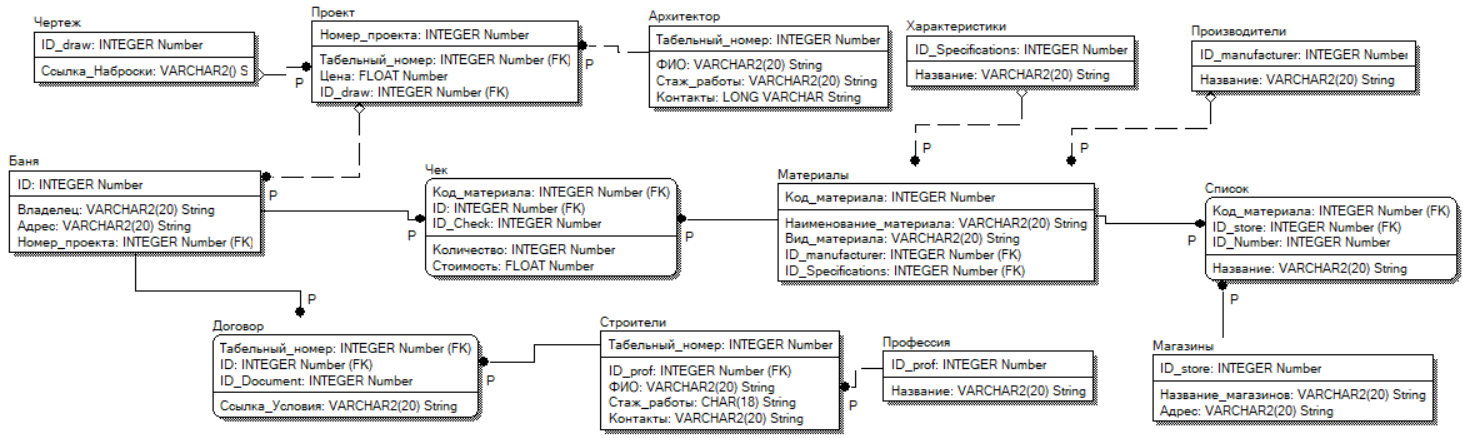 Чертеж
ID_draw: INTEGER Number
Ссылка_Наброски: VARCHAR2() S
P
Проект
Номер_проекта: INTEGER Number
Табельный_номер: INTEGER Number (FK)
Цена: FLOAT Number
ID_draw: INTEGER Number (FK)
P
Архитектор
Табельный_номер: INTEGER Number
ФИО: VARCHAR2(20) String
Стаж_работы: VARCHAR2(20) String
Контакты: LONG VARCHAR String
Характеристики
ID_Specifications: INTEGER Number
Название: VARCHAR2(20) String
P
Производители
ID_manufacturer: INTEGER Number
Название: VARCHAR2(20) String
P
Баня
ID: INTEGER Number
Владелец: VARCHAR2(20) String
Адрес: VARCHAR2(20) String
Номер_проекта: INTEGER Number (FK)
P
P
Чек
Код_материала: INTEGER Number (FK)
ID: INTEGER Number (FK)
ID_Check: INTEGER Number
Количество: INTEGER Number
Стоимость: FLOAT Number
P
Материалы
Код_материала: INTEGER Number
Наименование_материала: VARCHAR2(20) String
Вид_материала: VARCHAR2(20) String
ID_manufacturer: INTEGER Number (FK)
ID_Specifications: INTEGER Number (FK)
P
Список
Код_материала: INTEGER Number (FK)
ID_store: INTEGER Number (FK)
ID_Number: INTEGER Number
Название: VARCHAR2(20) String
P
P
Договор
Табельный_номер: INTEGER Number (FK)
ID: INTEGER Number (FK)
ID_Document: INTEGER Number
Ссылка_Условия: VARCHAR2(20) String
P
Строители
Табельный_номер: INTEGER Number
ID_prof: INTEGER Number (FK)
ФИО: VARCHAR2(20) String
Стаж_работы: CHAR(18) String
Контакты: VARCHAR2(20) String
P
Профессия
ID_prof: INTEGER Number
Название: VARCHAR2(20) String
Магазины
ID_store: INTEGER Number
Название_магазинов: VARCHAR2(20) String
Адрес: VARCHAR2(20) String